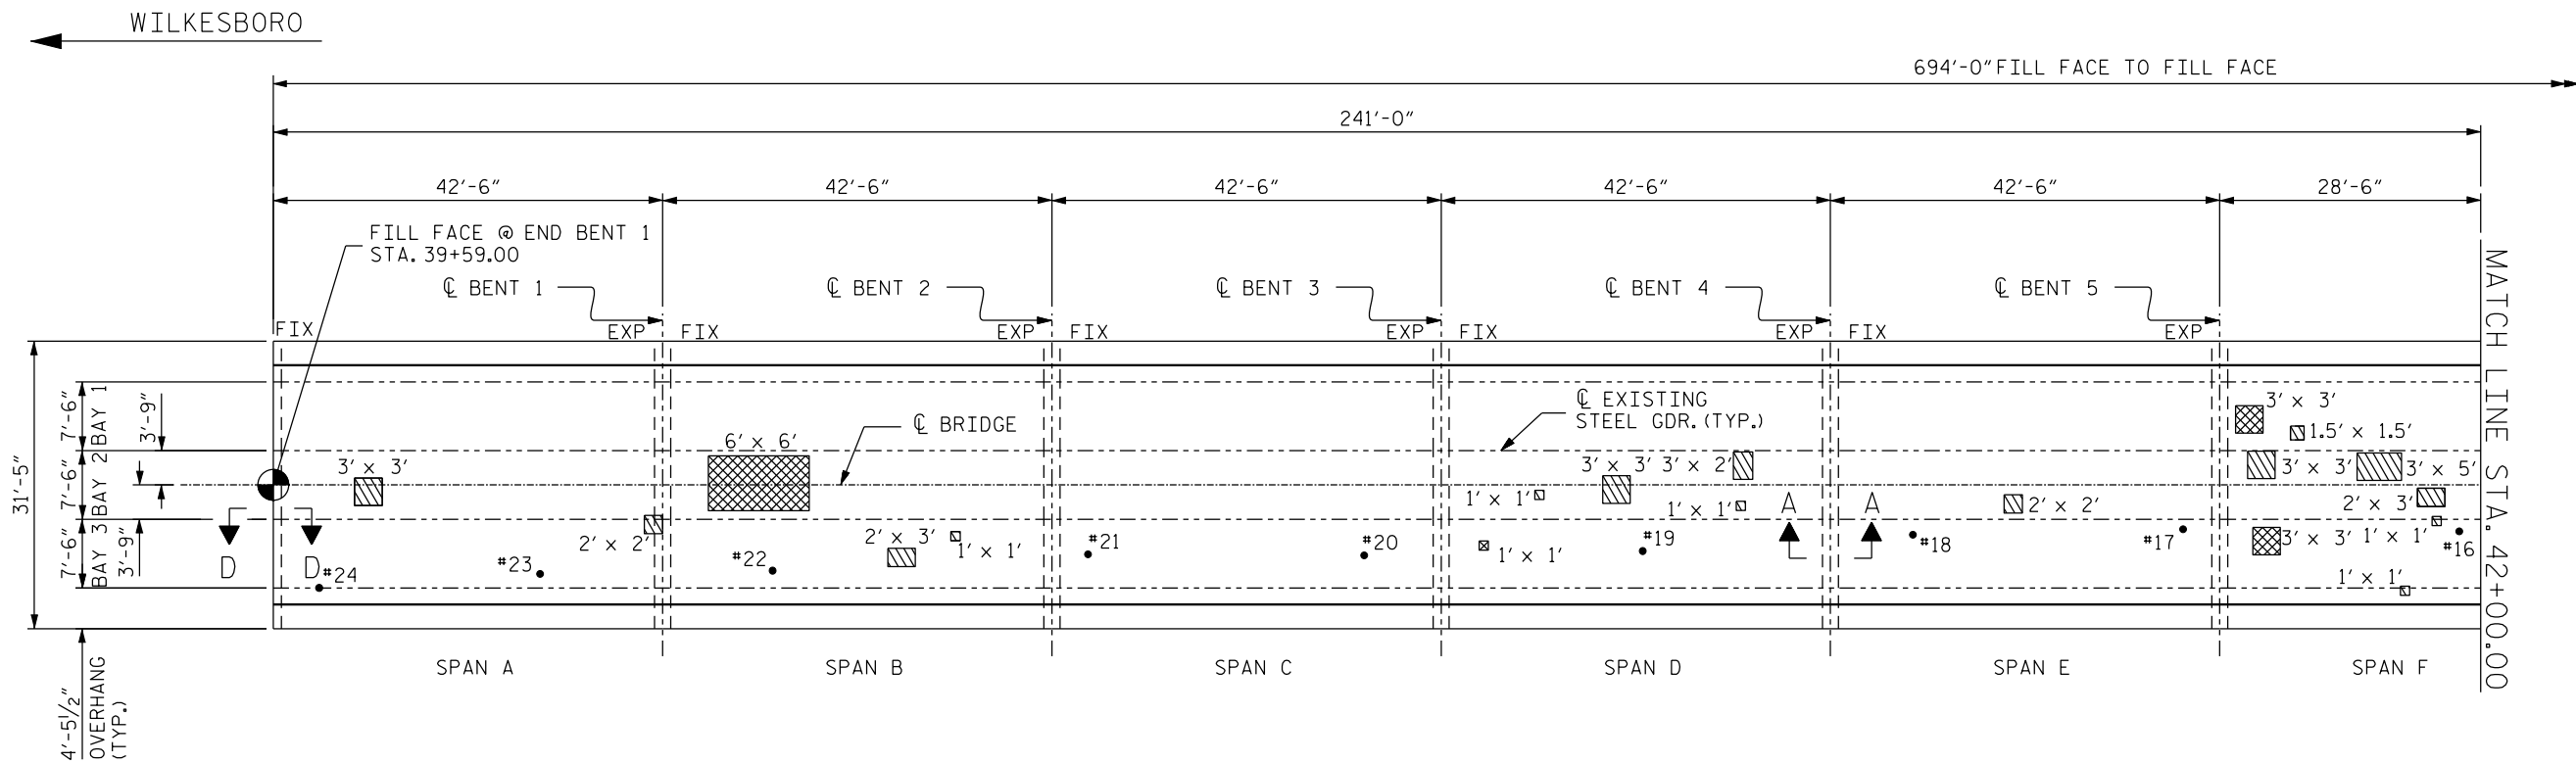 WILKESBORO
694'-0" FILL FACE TO FILL FACE
241'-0"
42'-6"
42'-6"
42'-6"
42'-6"
42'-6"
28'-6"
FILL FACE @ END BENT 1
STA. 39+59.00
℄ BENT 1
℄ BENT 2
℄ BENT 3
℄ BENT 4
℄ BENT 5
FIX
EXP
FIX
EXP
FIX
EXP
FIX
EXP
FIX
EXP
MATCH LINE STA. 42+00.00
31'-5"
7'-6"
BAY 1
7'-6"
BAY 2
7'-6"
BAY 3
3'-9"
3'-9"
4'-5½"
OVERHANG
(TYP.)
℄ BRIDGE
℄ EXISTING
STEEL GDR. (TYP.)
3' x 3'
2' x 2'
D
D
#24
#23
6' x 6'
2' x 3'
1' x 1'
#22
#21
#20
3' x 3'
3' x 2'
1' x 1'
1' x 1'
1' x 1'
#19
A
A
2' x 2'
#18
#17
3' x 3'
1.5' x 1.5'
3' x 3'
3' x 5'
2' x 3'
3' x 3'
1' x 1'
#16
1' x 1'
SPAN A
SPAN B
SPAN C
SPAN D
SPAN E
SPAN F